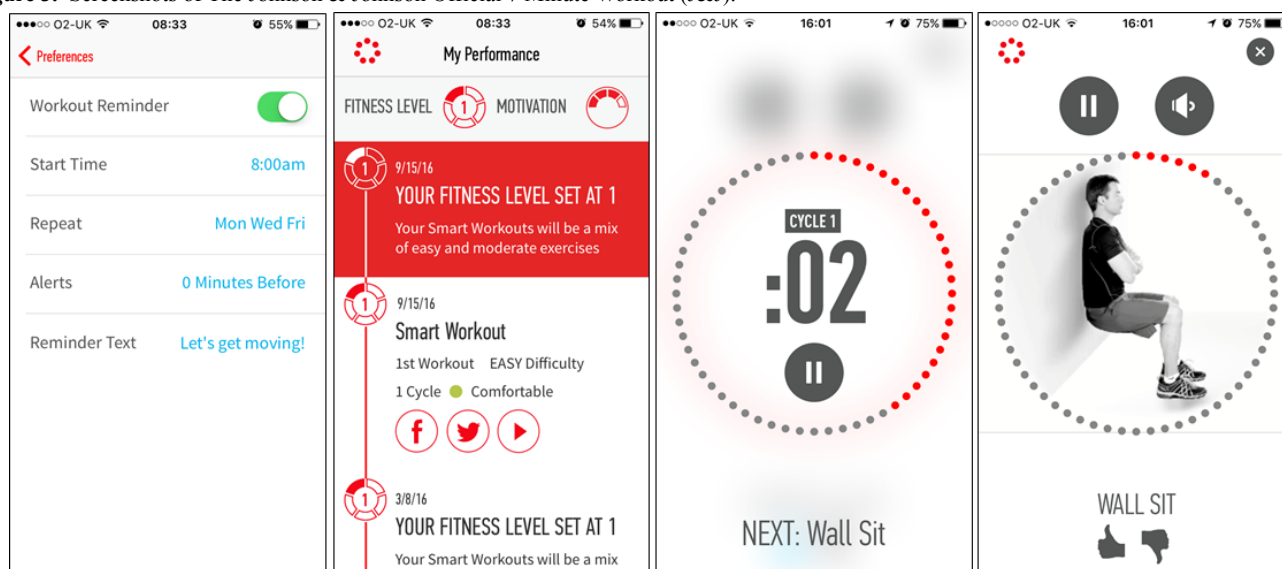 Screenshots of The Johnson & Johnson Official 7 Minute Workout
O2-UK 08:33 55%
Preferences
Workout Reminder
Start Time 8:00am
Repeat Mon Wed Fri
Alerts 0 Minutes Before
Reminder Text Let's get moving!
O2-UK 08:33 54%
My Performance
FITNESS LEVEL 1 MOTIVATION
1
9/15/16
YOUR FITNESS LEVEL SET AT 1
Your Smart Workouts will be a mix
of easy and moderate exercises
1
9/15/16
Smart Workout
1st Workout EASY Difficulty
1 Cycle Comfortable
f
1
3/8/16
YOUR FITNESS LEVEL SET AT 1
Your Smart Workouts will be a mix
O2-UK 16:01 75%
CYCLE 1
:02
NEXT: Wall Sit
O2-UK 16:01 75%
WALL SIT